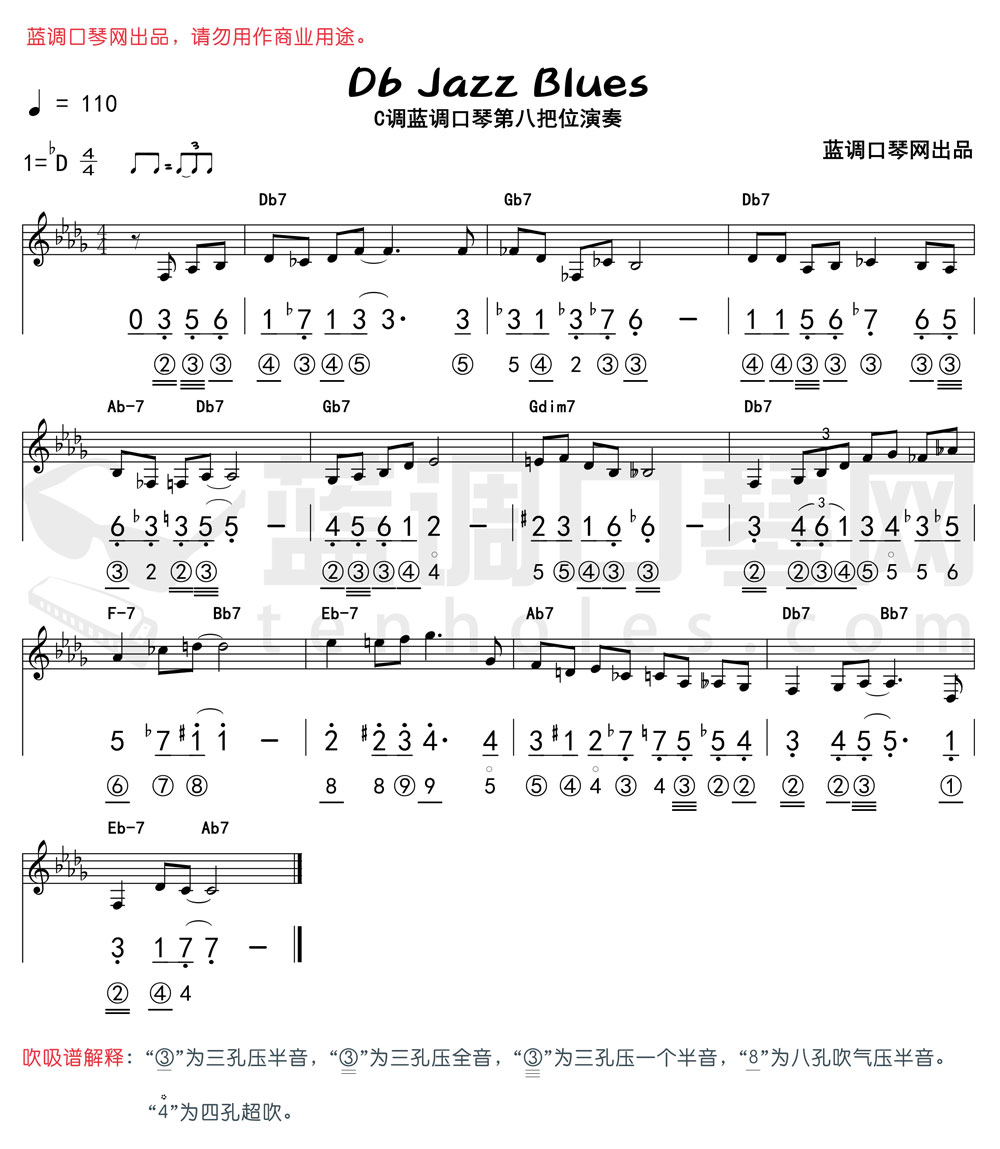 蓝调口琴网出品，请勿用作商业用途。
Db Jazz Blues
♩ = 110
C调蓝调口琴第八把位演奏
1=♭D 4/4
3
蓝调口琴网出品
Db7 Gb7 Db7
0 3 5 6 | 1 ♭7 1 3 3· 3 | ♭3 1 ♭3 ♭7 6 − | 1 1 5 6 ♭7 6 5
② ③ ③ ④ ③ ④ ⑤ ⑤ 5 ④ 2 ③ ③ ④ ④ ③ ③ ③ ③ ③
Ab-7 Db7 Gb7 Gdim7 Db7
6 ♭3 ♮3 5 5 − | 4 5 6 1 2 − | #2 3 1 6 ♭6 − | 3 4 6 1 3 4 ♭3 ♭5
③ 2 ② ③ ② ③ ③ ④ 4 5 ⑤ ④ ③ ③ ② ② ③ ④ ⑤ 5 5 6
蓝调口琴网
tenholes.com
F-7 Bb7 Eb-7 Ab7 Db7 Bb7
5 ♭7 #1 1 − | 2 #2 3 4· 4 | 3 #1 2 ♭7 ♮7 5 ♭5 4 | 3 4 5 5· 1
⑥ ⑦ ⑧ 8 8 ⑨ 9 5 ⑤ ④ 4 ③ 4 ③ ② ② ② ② ③ ①
Eb-7 Ab7
3 1 7 7 −
② ④ 4
吹吸谱解释：“③”为三孔压半音，“③”为三孔压全音，“③”为三孔压一个半音，“8”为八孔吹气压半音。
“4”为四孔超吹。